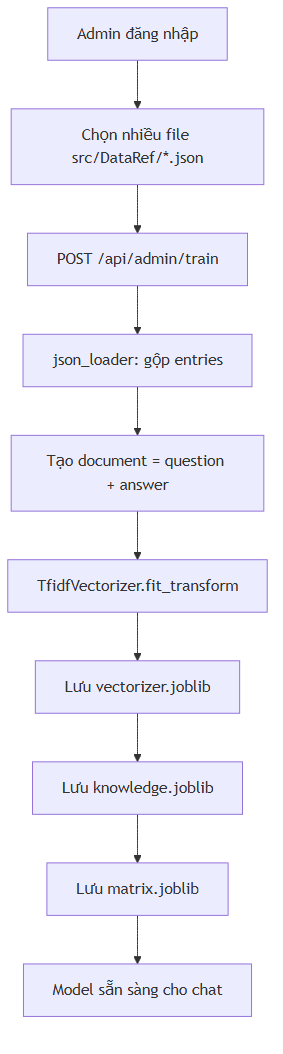 Admin đăng nhập
Chọn nhiều file
src/DataRef/*.json
POST /api/admin/train
json_loader: gộp entries
Tạo document = question
+ answer
TfidfVectorizer.fit_transform
Lưu vectorizer.joblib
Lưu knowledge.joblib
Lưu matrix.joblib
Model sẵn sàng cho chat